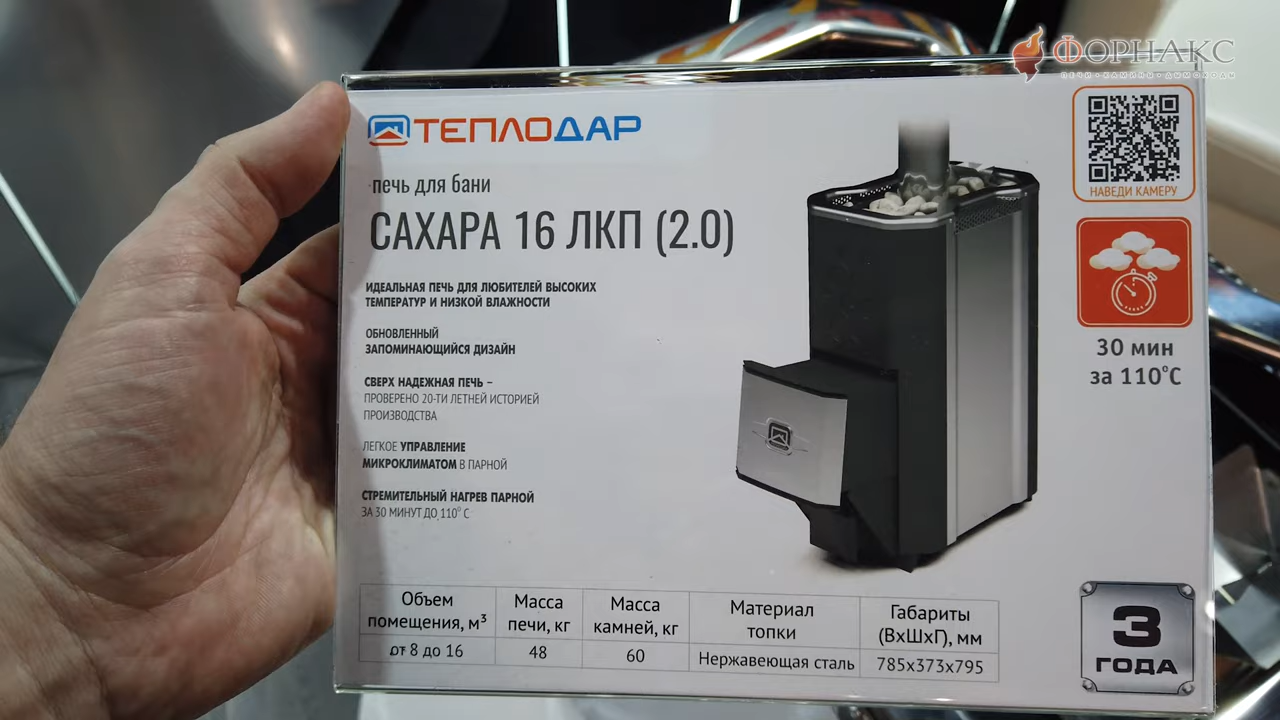 ФОРНАКС
ПЕЧИ • КАМИНЫ • ДЫМОХОДЫ
ТЕПЛОДАР
печь для бани
САХАРА 16 ЛКП (2.0)
ИДЕАЛЬНАЯ ПЕЧЬ ДЛЯ ЛЮБИТЕЛЕЙ ВЫСОКИХ
ТЕМПЕРАТУР И НИЗКОЙ ВЛАЖНОСТИ
ОБНОВЛЕННЫЙ
ЗАПОМИНАЮЩИЙСЯ ДИЗАЙН
СВЕРХ НАДЕЖНАЯ ПЕЧЬ –
ПРОВЕРЕНО 20-ТИ ЛЕТНЕЙ ИСТОРИЕЙ
ПРОИЗВОДСТВА
ЛЕГКОЕ УПРАВЛЕНИЕ
МИКРОКЛИМАТОМ В ПАРНОЙ
СТРЕМИТЕЛЬНЫЙ НАГРЕВ ПАРНОЙ
ЗА 30 МИНУТ ДО 110° С
НАВЕДИ КАМЕРУ
30 мин
за 110°С
Объем помещения, м³
Масса печи, кг
Масса камней, кг
Материал топки
Габариты (ВхШхГ), мм
от 8 до 16
48
60
Нержавеющая сталь
785х373х795
3
ГОДА